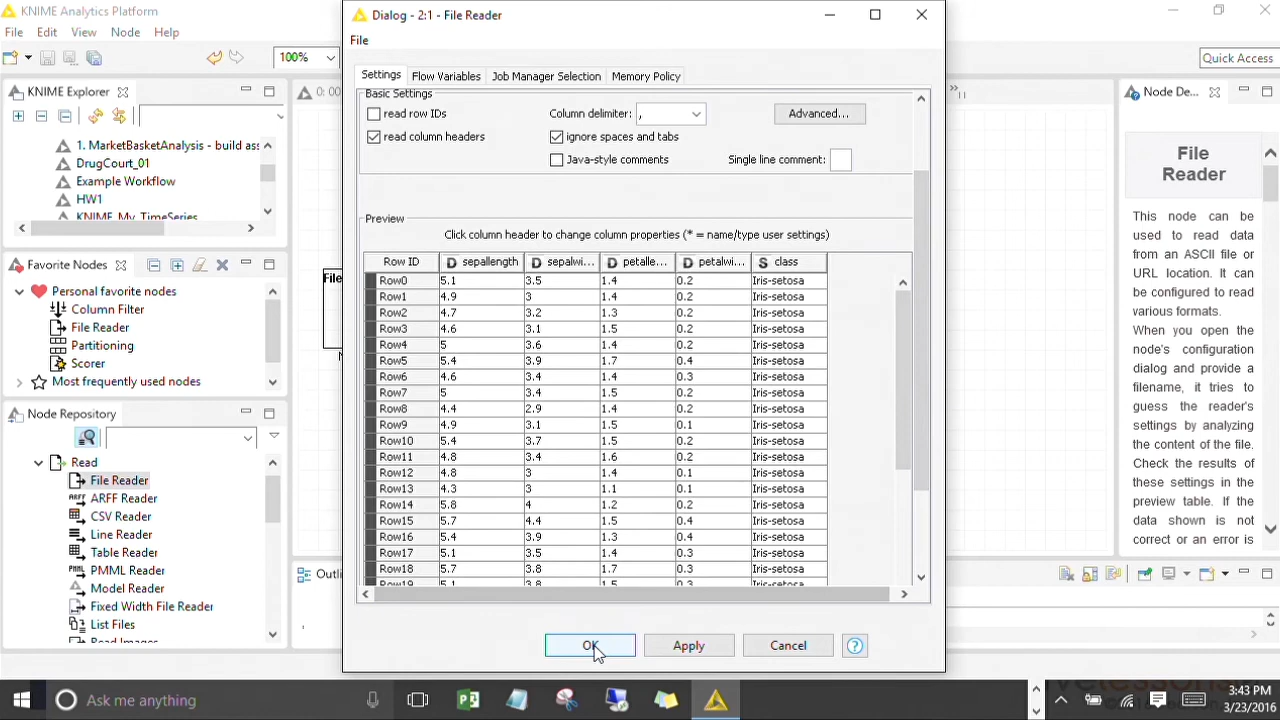 KNIME Analytics Platform
File Edit View Node Help
100%
Quick Access
KNIME Explorer
1. MarketBasketAnalysis - build ass
DrugCourt_01
Example Workflow
HW1
KNIME_My_TimeSeries
Favorite Nodes
Personal favorite nodes
Column Filter
File Reader
Partitioning
Scorer
Most frequently used nodes
Node Repository
Read
File Reader
ARFF Reader
CSV Reader
Line Reader
Table Reader
PMML Reader
Model Reader
Fixed Width File Reader
List Files
Read Images
0: 00
File
Outli
Dialog - 2:1 - File Reader
File
Settings Flow Variables Job Manager Selection Memory Policy
Basic Settings
read row IDs Column delimiter: , Advanced...
read column headers ignore spaces and tabs
Java-style comments Single line comment:
Preview
Click column header to change column properties (* = name/type user settings)
Row ID D sepallength D sepalwi... D petalle... D petalwi... S class
Row0 5.1 3.5 1.4 0.2 Iris-setosa
Row1 4.9 3 1.4 0.2 Iris-setosa
Row2 4.7 3.2 1.3 0.2 Iris-setosa
Row3 4.6 3.1 1.5 0.2 Iris-setosa
Row4 5 3.6 1.4 0.2 Iris-setosa
Row5 5.4 3.9 1.7 0.4 Iris-setosa
Row6 4.6 3.4 1.4 0.3 Iris-setosa
Row7 5 3.4 1.5 0.2 Iris-setosa
Row8 4.4 2.9 1.4 0.2 Iris-setosa
Row9 4.9 3.1 1.5 0.1 Iris-setosa
Row10 5.4 3.7 1.5 0.2 Iris-setosa
Row11 4.8 3.4 1.6 0.2 Iris-setosa
Row12 4.8 3 1.4 0.1 Iris-setosa
Row13 4.3 3 1.1 0.1 Iris-setosa
Row14 5.8 4 1.2 0.2 Iris-setosa
Row15 5.7 4.4 1.5 0.4 Iris-setosa
Row16 5.4 3.9 1.3 0.4 Iris-setosa
Row17 5.1 3.5 1.4 0.3 Iris-setosa
Row18 5.7 3.8 1.7 0.3 Iris-setosa
Row19 5.1 3.8 1.5 0.3 Iris-setosa
OK Apply Cancel ?
Node De...
File
Reader
This node can be
used to read data
from an ASCII file or
URL location. It can
be configured to read
various formats.
When you open the
node's configuration
dialog and provide a
filename, it tries to
guess the reader's
settings by analyzing
the content of the file.
Check the results of
these settings in the
preview table. If the
data shown is not
correct or an error is
Ask me anything
3:43 PM
3/23/2016